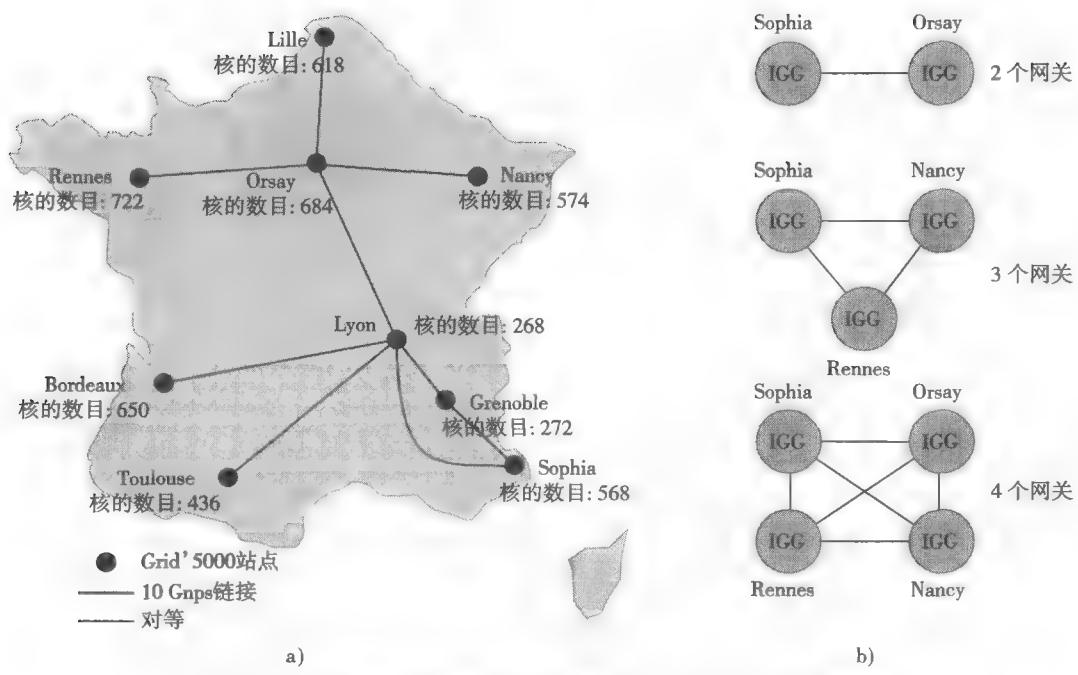 Lille
核的数目: 618
Rennes
核的数目: 722
Orsay
核的数目: 684
Nancy
核的数目: 574
Lyon
核的数目: 268
Bordeaux
核的数目: 650
Grenoble
核的数目: 272
Toulouse
核的数目: 436
Sophia
核的数目: 568
Grid’5000站点
10 Gnps链接
对等
a)
Sophia
Orsay
IGG
IGG
2 个网关
Sophia
Nancy
IGG
IGG
3 个网关
IGG
Rennes
Sophia
Orsay
IGG
IGG
4 个网关
IGG
IGG
Rennes
Nancy
b)